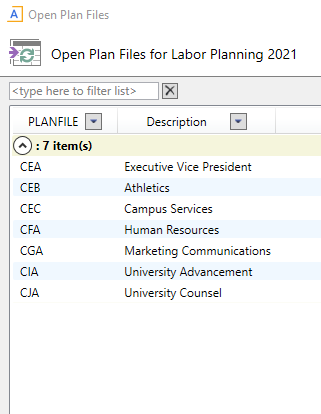 A Open Plan Files
Open Plan Files for Labor Planning 2021
<type here to filter list>
PLANFILE Description
: 7 item(s)
CEA Executive Vice President
CEB Athletics
CEC Campus Services
CFA Human Resources
CGA Marketing Communications
CIA University Advancement
CJA University Counsel